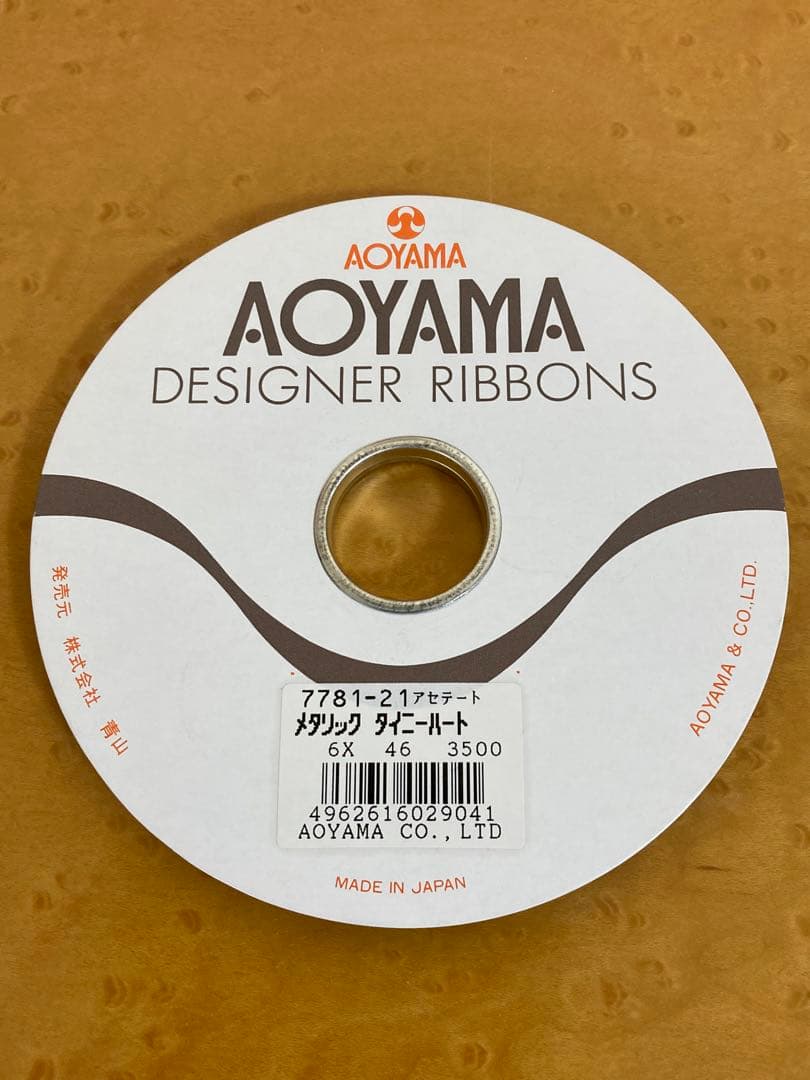 AOYAMA
AOYAMA
DESIGNER RIBBONS
発売元 株式会社 青山
AOYAMA & CO.,LTD.
7781-21アセテート
メタリック タイニーハート
6X 46 3500
4962616029041
AOYAMA CO.,LTD
MADE IN JAPAN